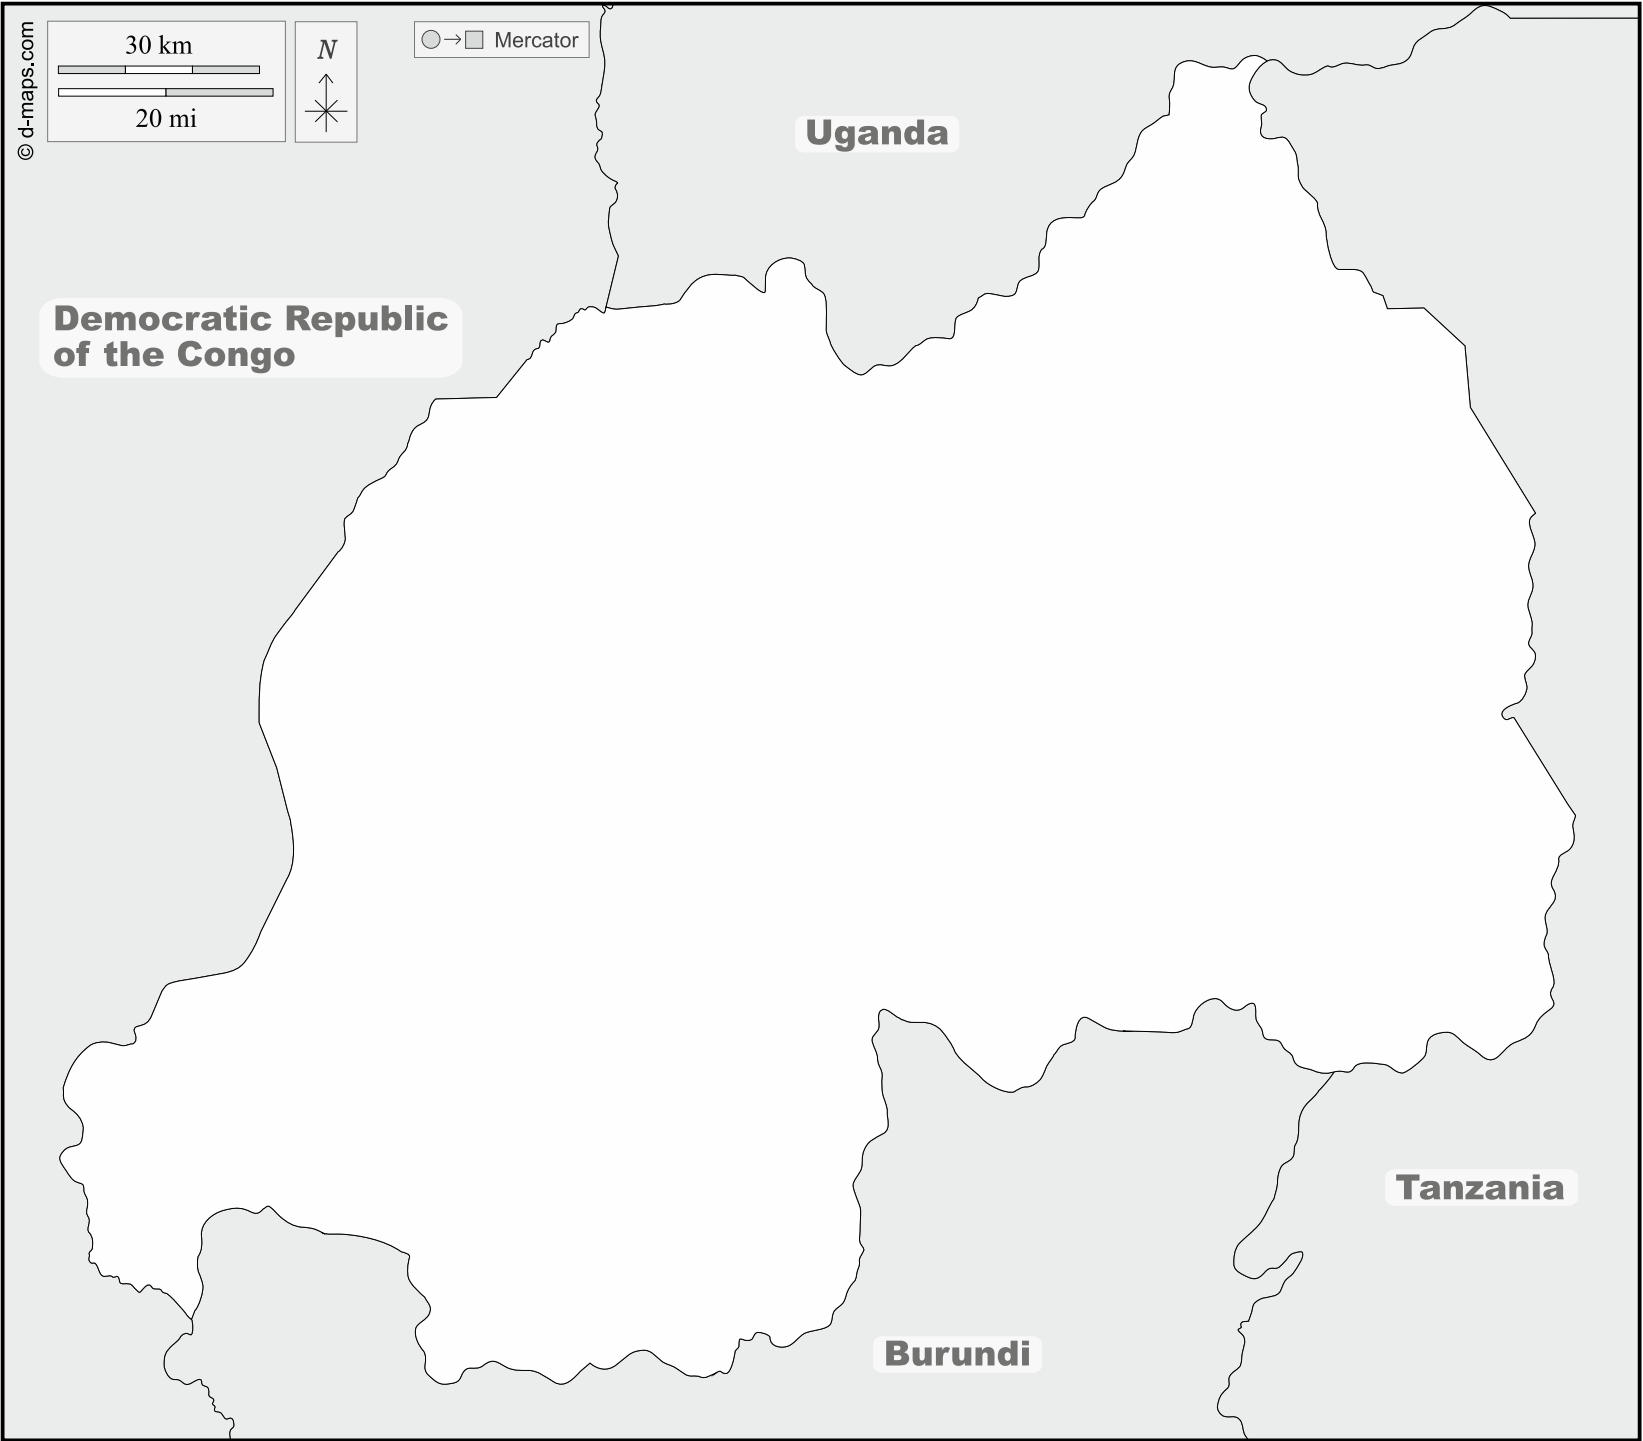 © d-maps.com
30 km
20 mi
N
Mercator
Uganda
Democratic Republic
of the Congo
Tanzania
Burundi